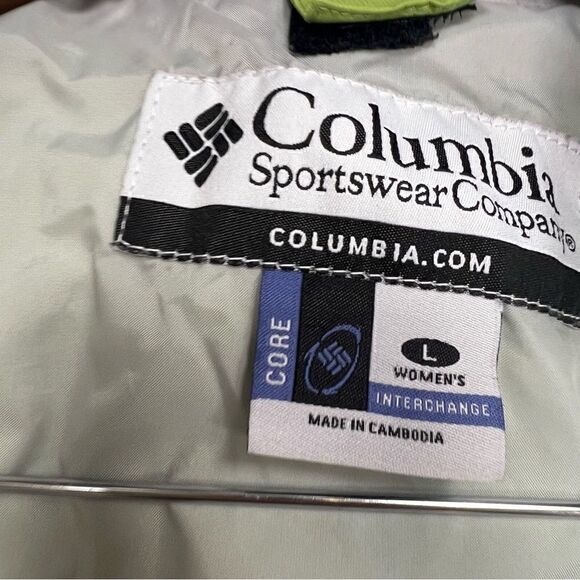 Columbia
Sportswear Company®
COLUMBIA.COM
CORE
L
WOMEN'S
INTERCHANGE
MADE IN CAMBODIA